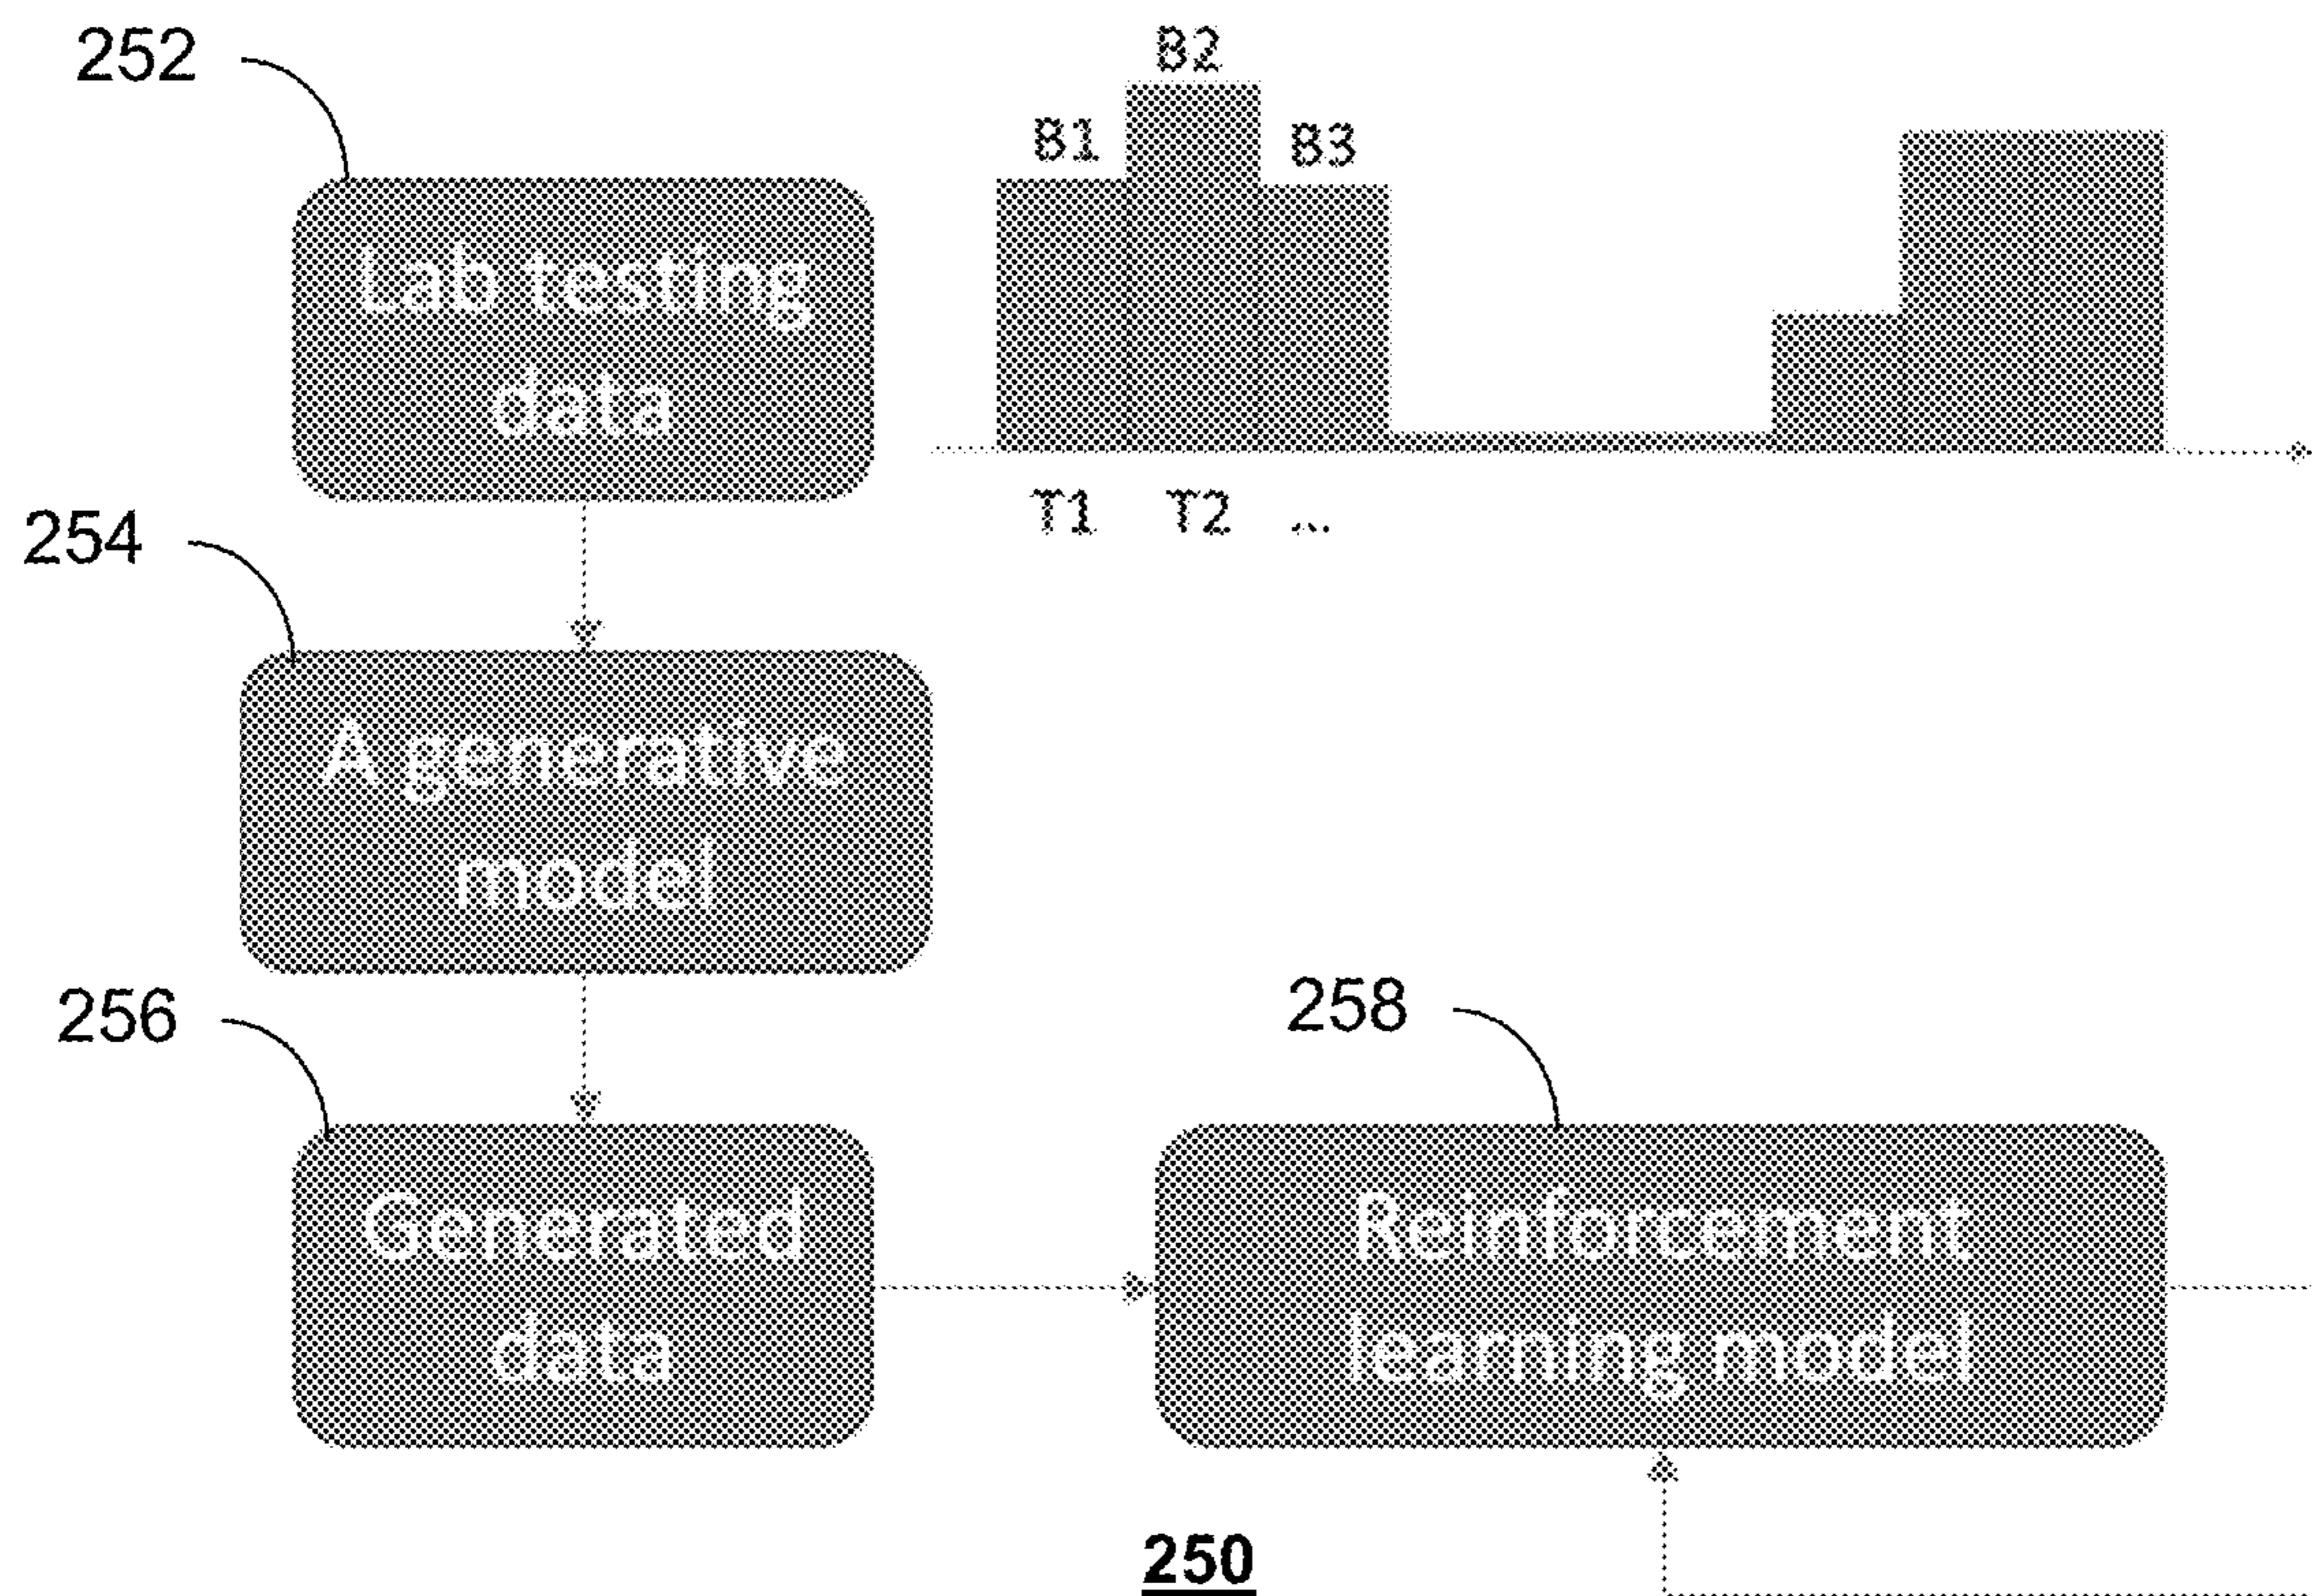 252
B2
B1
B3
Lab testing
data
T1 T2 ...
254
A generative
model
256
258
Generated
data
Reinforcement
learning model
250